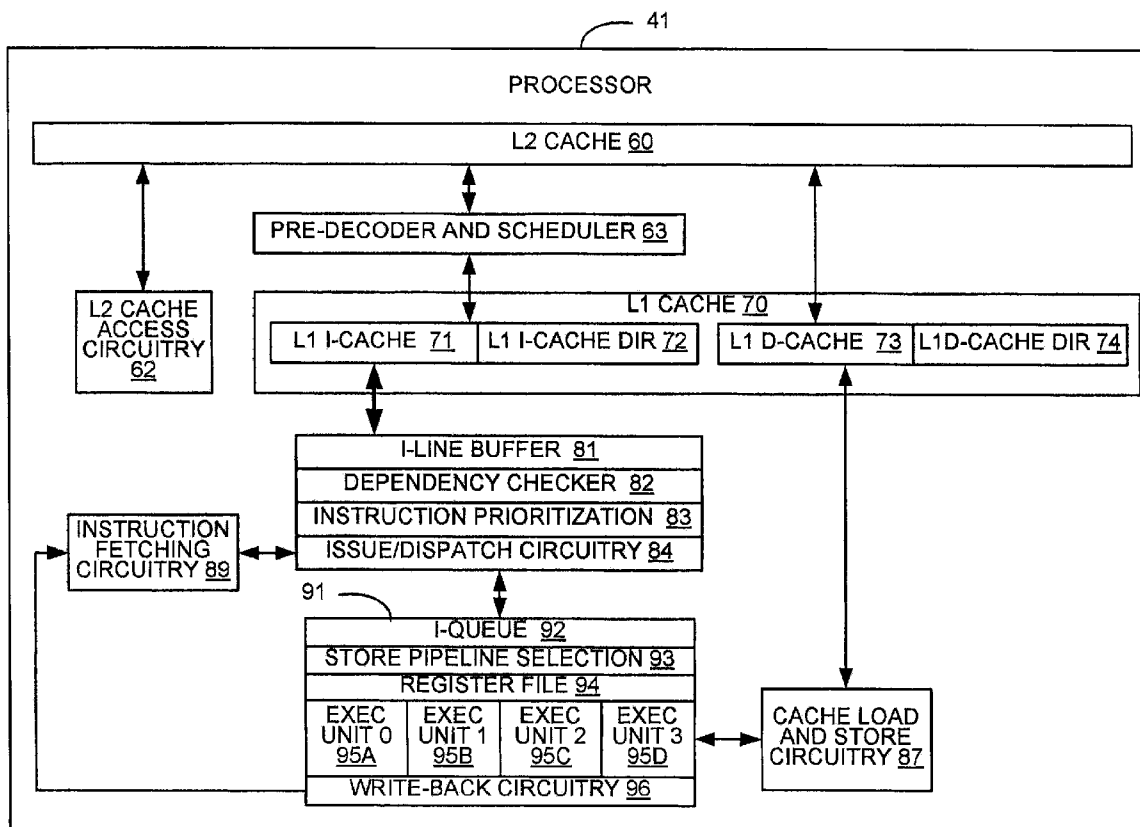 41
PROCESSOR
L2 CACHE 60
PRE-DECODER AND SCHEDULER 63
L2 CACHE
ACCESS
CIRCUITRY
62
L1 CACHE 70
L1 I-CACHE 71
L1 I-CACHE DIR 72
L1 D-CACHE 73
L1D-CACHE DIR 74
I-LINE BUFFER 81
DEPENDENCY CHECKER 82
INSTRUCTION PRIORITIZATION 83
ISSUE/DISPATCH CIRCUITRY 84
INSTRUCTION
FETCHING
CIRCUITRY 89
91
I-QUEUE 92
STORE PIPELINE SELECTION 93
REGISTER FILE 94
EXEC
UNIT 0
95A
EXEC
UNIT 1
95B
EXEC
UNIT 2
95C
EXEC
UNIT 3
95D
WRITE-BACK CIRCUITRY 96
CACHE LOAD
AND STORE
CIRCUITRY 87